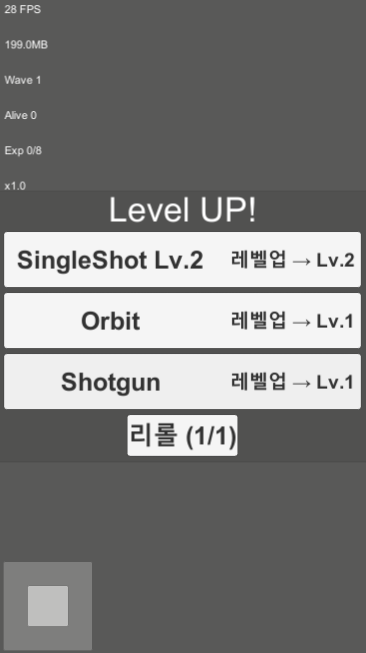 28 FPS
199.0MB
Wave 1
Alive 0
Exp 0/8
x1.0
Level UP!
SingleShot Lv.2 레벨업 → Lv.2
Orbit 레벨업 → Lv.1
Shotgun 레벨업 → Lv.1
리롤 (1/1)